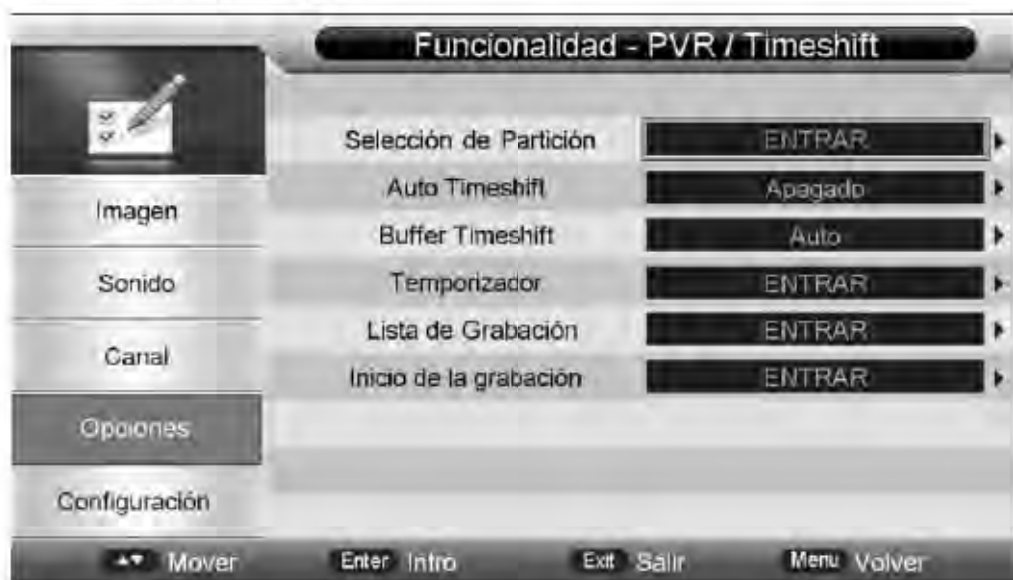 Funcionalidad - PVR / Timeshift
Selección de Partición ENTRAR
Auto Timeshift Apagado
Buffer Timeshift Auto
Temporizador ENTRAR
Lista de Grabación ENTRAR
Inicio de la grabación ENTRAR
Imagen
Sonido
Canal
Opciones
Configuración
Mover Enter Intro Exit Salir Menu Volver